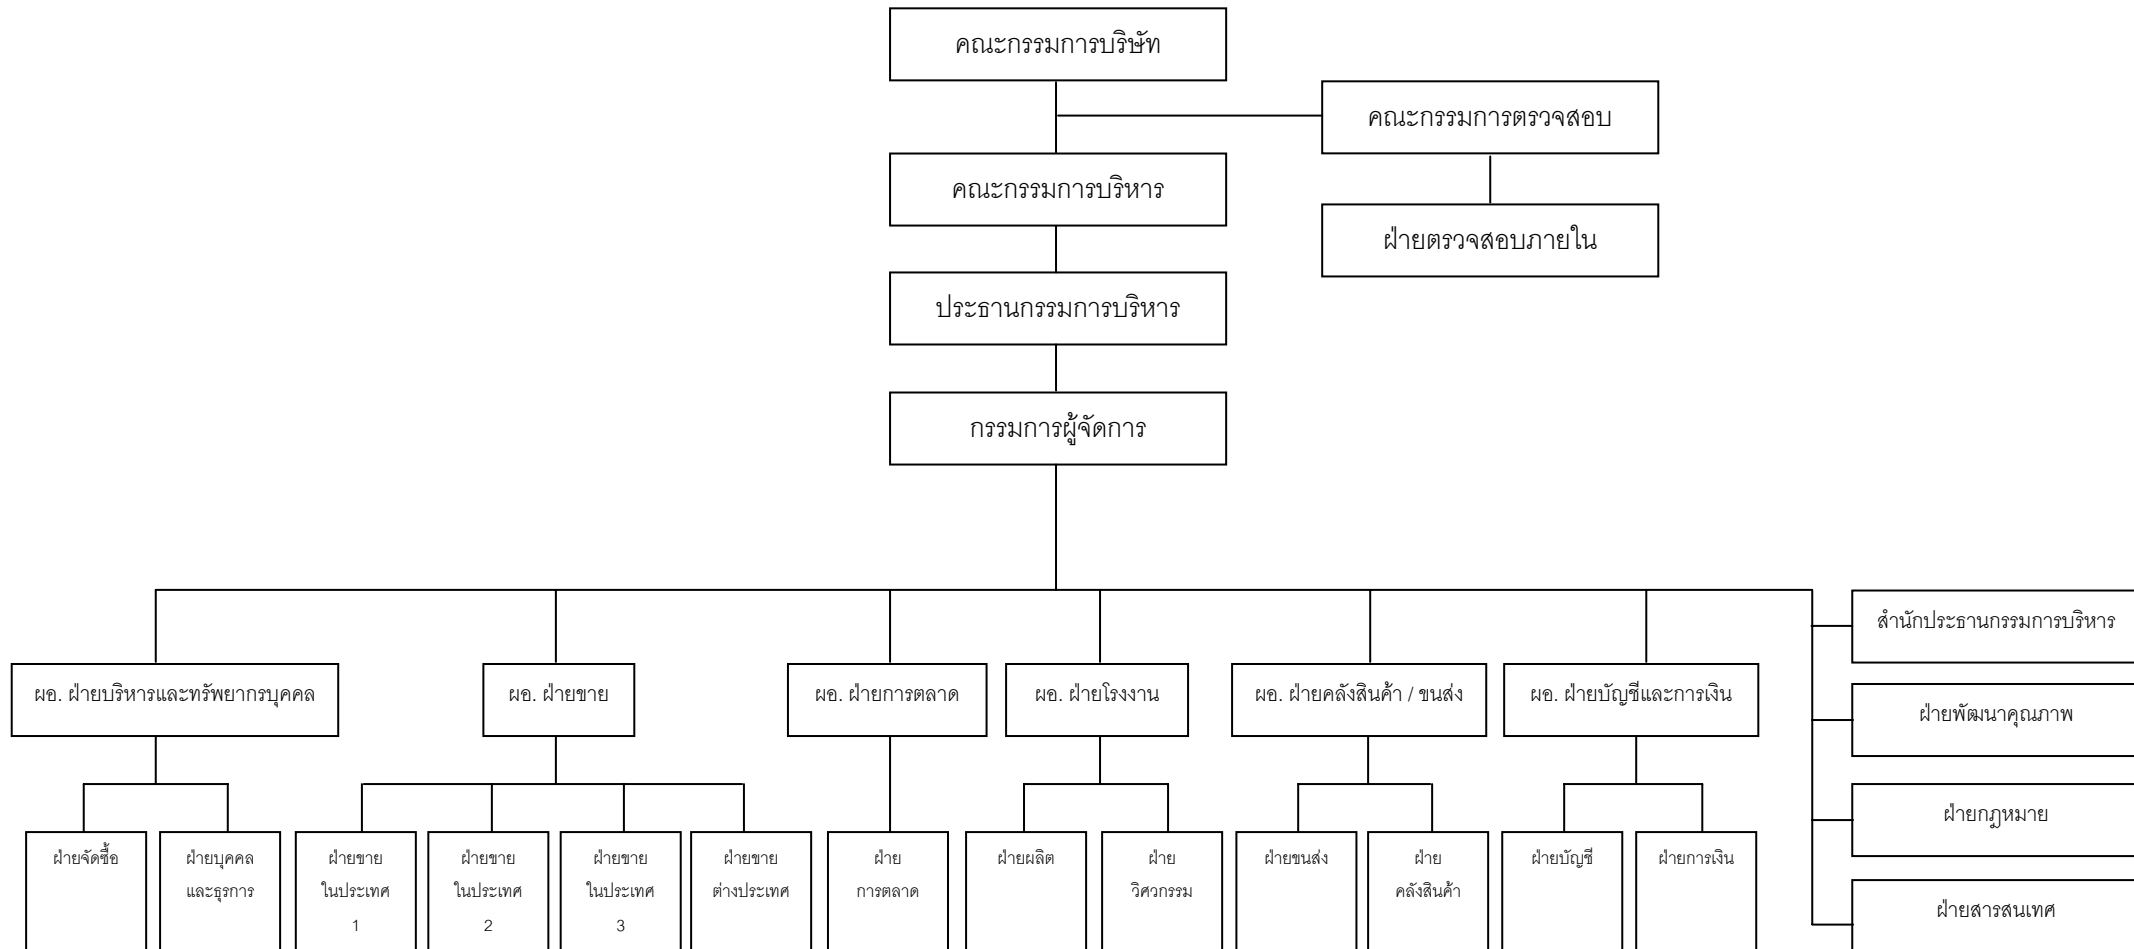 คณะกรรมการบริษัท
คณะกรรมการตรวจสอบ
คณะกรรมการบริหาร
ฝ่ายตรวจสอบภายใน
ประธานกรรมการบริหาร
กรรมการผู้จัดการ
สำนักประธานกรรมการบริหาร
ผอ. ฝ่ายบริหารและทรัพยากรบุคคล
ผอ. ฝ่ายขาย
ผอ. ฝ่ายการตลาด
ผอ. ฝ่ายโรงงาน
ผอ. ฝ่ายคลังสินค้า / ขนส่ง
ผอ. ฝ่ายบัญชีและการเงิน
ฝ่ายพัฒนาคุณภาพ
ฝ่ายกฎหมาย
ฝ่ายจัดซื้อ
ฝ่ายบุคคล
และธุรการ
ฝ่ายขาย
ในประเทศ
1
ฝ่ายขาย
ในประเทศ
2
ฝ่ายขาย
ในประเทศ
3
ฝ่ายขาย
ต่างประเทศ
ฝ่าย
การตลาด
ฝ่ายผลิต
ฝ่าย
วิศวกรรม
ฝ่ายขนส่ง
ฝ่าย
คลังสินค้า
ฝ่ายบัญชี
ฝ่ายการเงิน
ฝ่ายสารสนเทศ